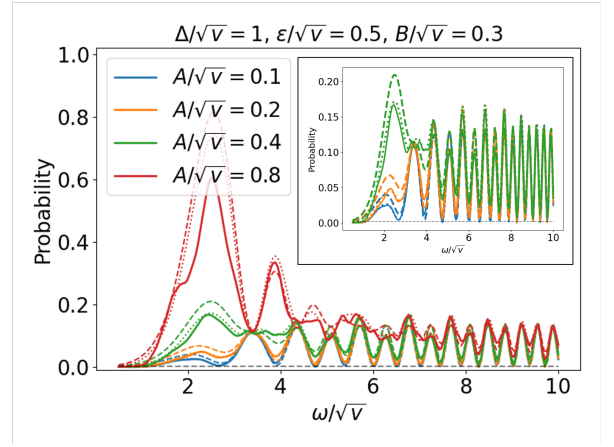 Δ/√v = 1, ε/√v = 0.5, B/√v = 0.3
1.0
0.8
0.6
0.4
0.2
0.0
Probability
A/√v = 0.1
A/√v = 0.2
A/√v = 0.4
A/√v = 0.8
0.20
0.15
0.10
0.05
0.00
Probability
2 4 6 8 10
ω/√v
2 4 6 8 10
ω/√v